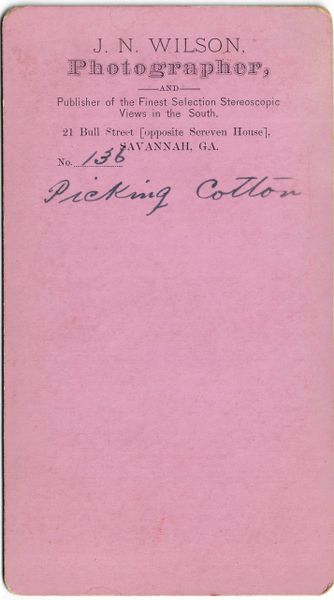 J. N. WILSON,
Photographer,
AND
Publisher of the Finest Selection Stereoscopic
Views in the South.
21 Bull Street [opposite Screven House],
SAVANNAH, GA.
No. 136
Picking Cotton